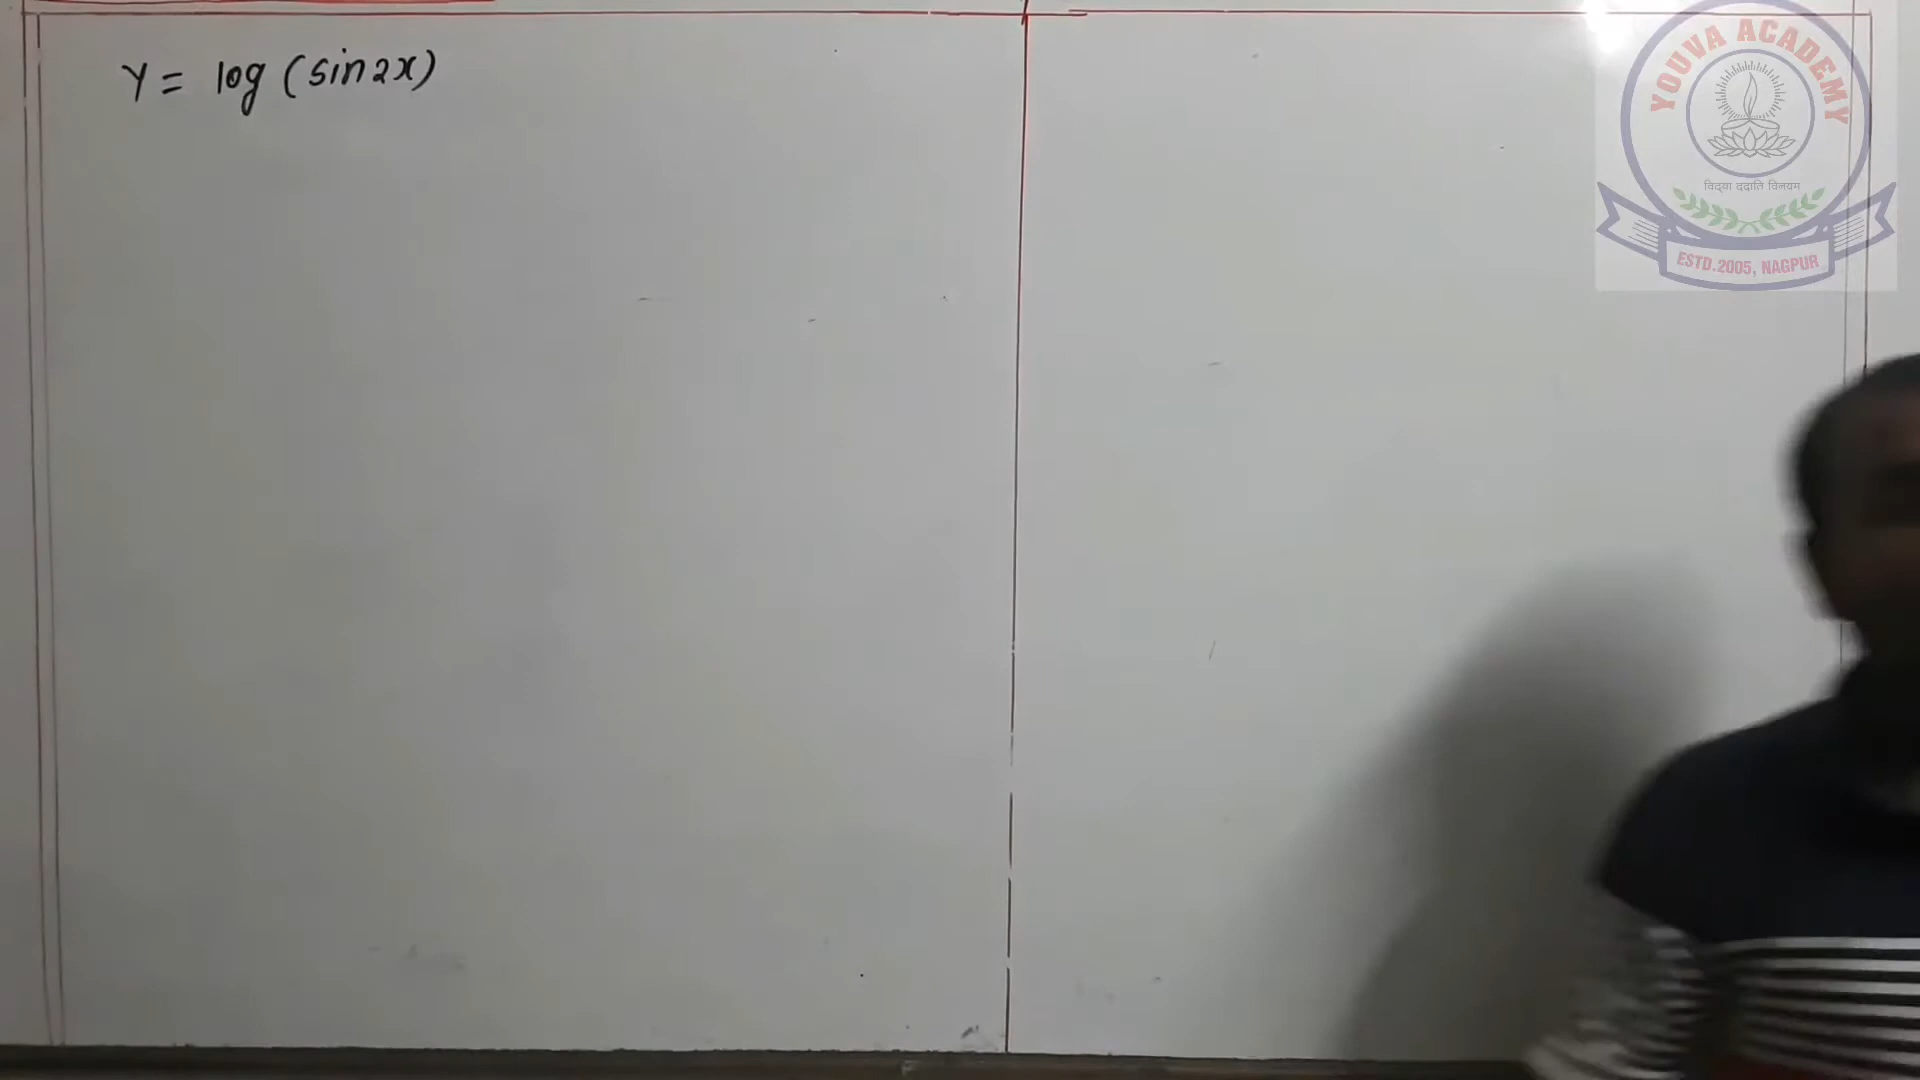 Y = log (sin2x)
YOUVA ACADEMY
विद्या ददाति विनयम
ESTD.2005, NAGPUR